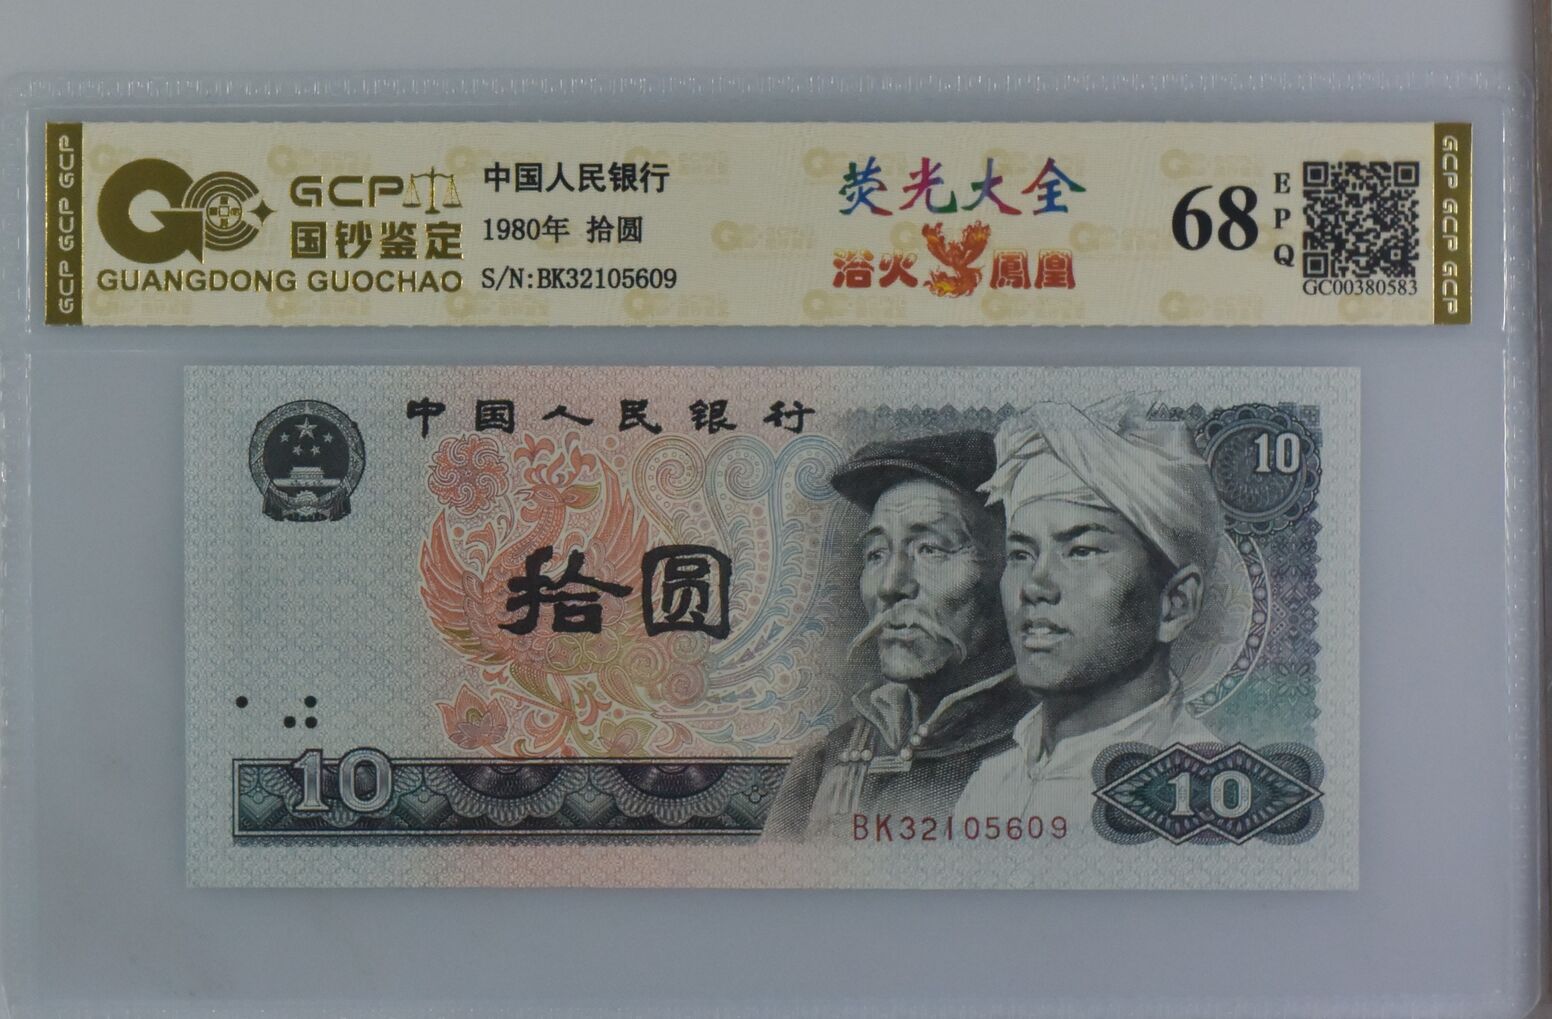 GCP
国钞鉴定
GUANGDONG GUOCHAO
中国人民银行
1980年 拾圆
S/N:BK32105609
荧光大全
浴火鳳凰
68
EPQ
GC00380583
GCP GCP GCP
GCP GCP GCP
中国人民银行
10
拾圆
10
10
BK32105609